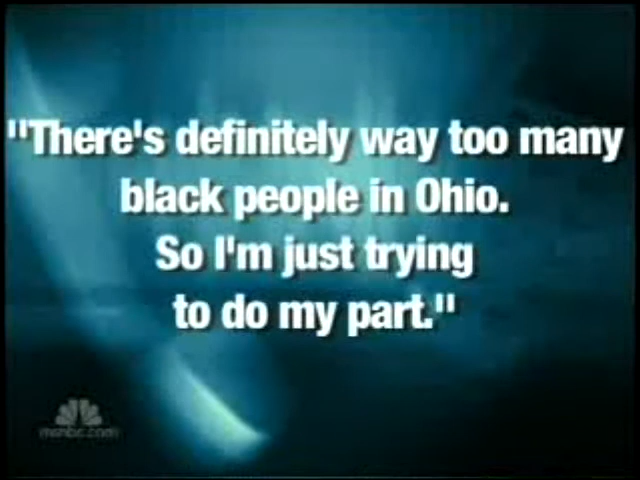 "There's definitely way too many
black people in Ohio.
So I'm just trying
to do my part."
msnbc.com